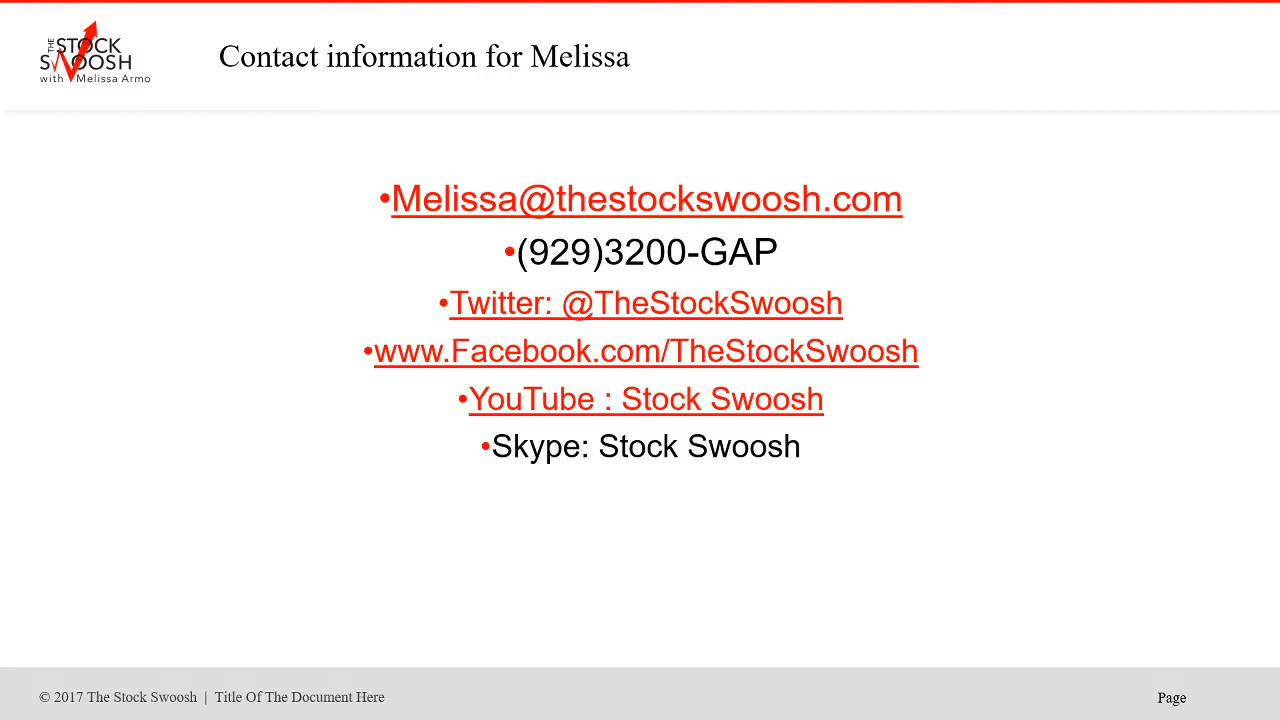 THE STOCK
SWOOSH
with Melissa Armo
Contact information for Melissa
•Melissa@thestockswoosh.com
•(929)3200-GAP
•Twitter: @TheStockSwoosh
•www.Facebook.com/TheStockSwoosh
•YouTube : Stock Swoosh
•Skype: Stock Swoosh
© 2017 The Stock Swoosh | Title Of The Document Here
Page